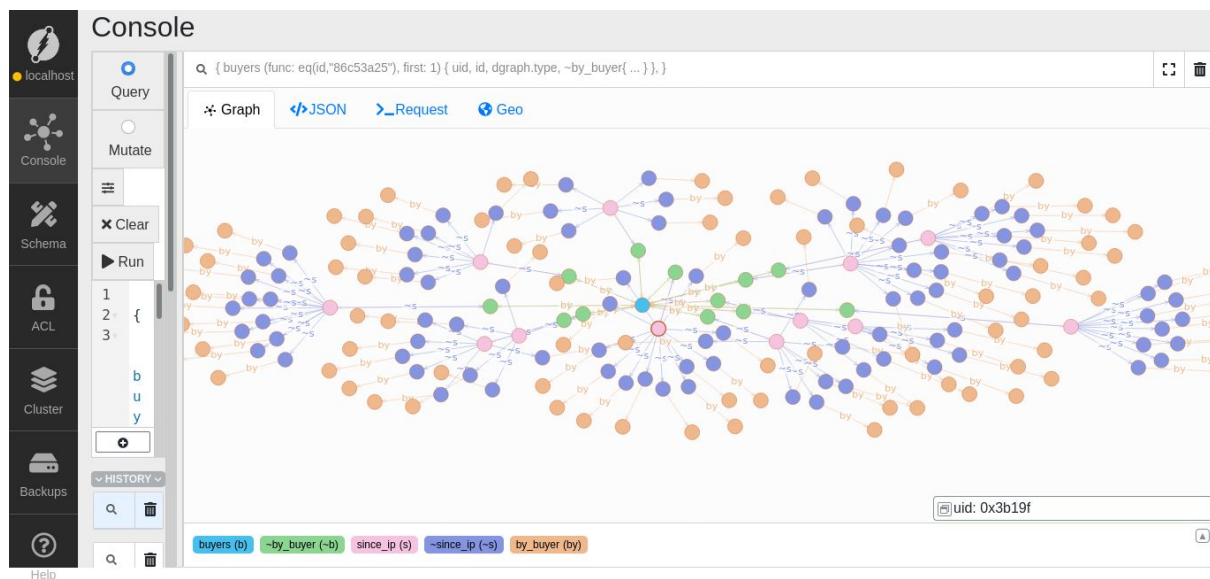 Console
localhost
Console
Schema
ACL
Cluster
Backups
Help
Query
Mutate
Clear
Run
1
2 {
3
b
u
y
HISTORY
{ buyers (func: eq(id,"86c53a25"), first: 1) { uid, id, dgraph.type, ~by_buyer{ ... } }, }
Graph
</>JSON
Request
Geo
by
~s
uid: 0x3b19f
buyers (b)
~by_buyer (~b)
since_ip (s)
~since_ip (~s)
by_buyer (by)